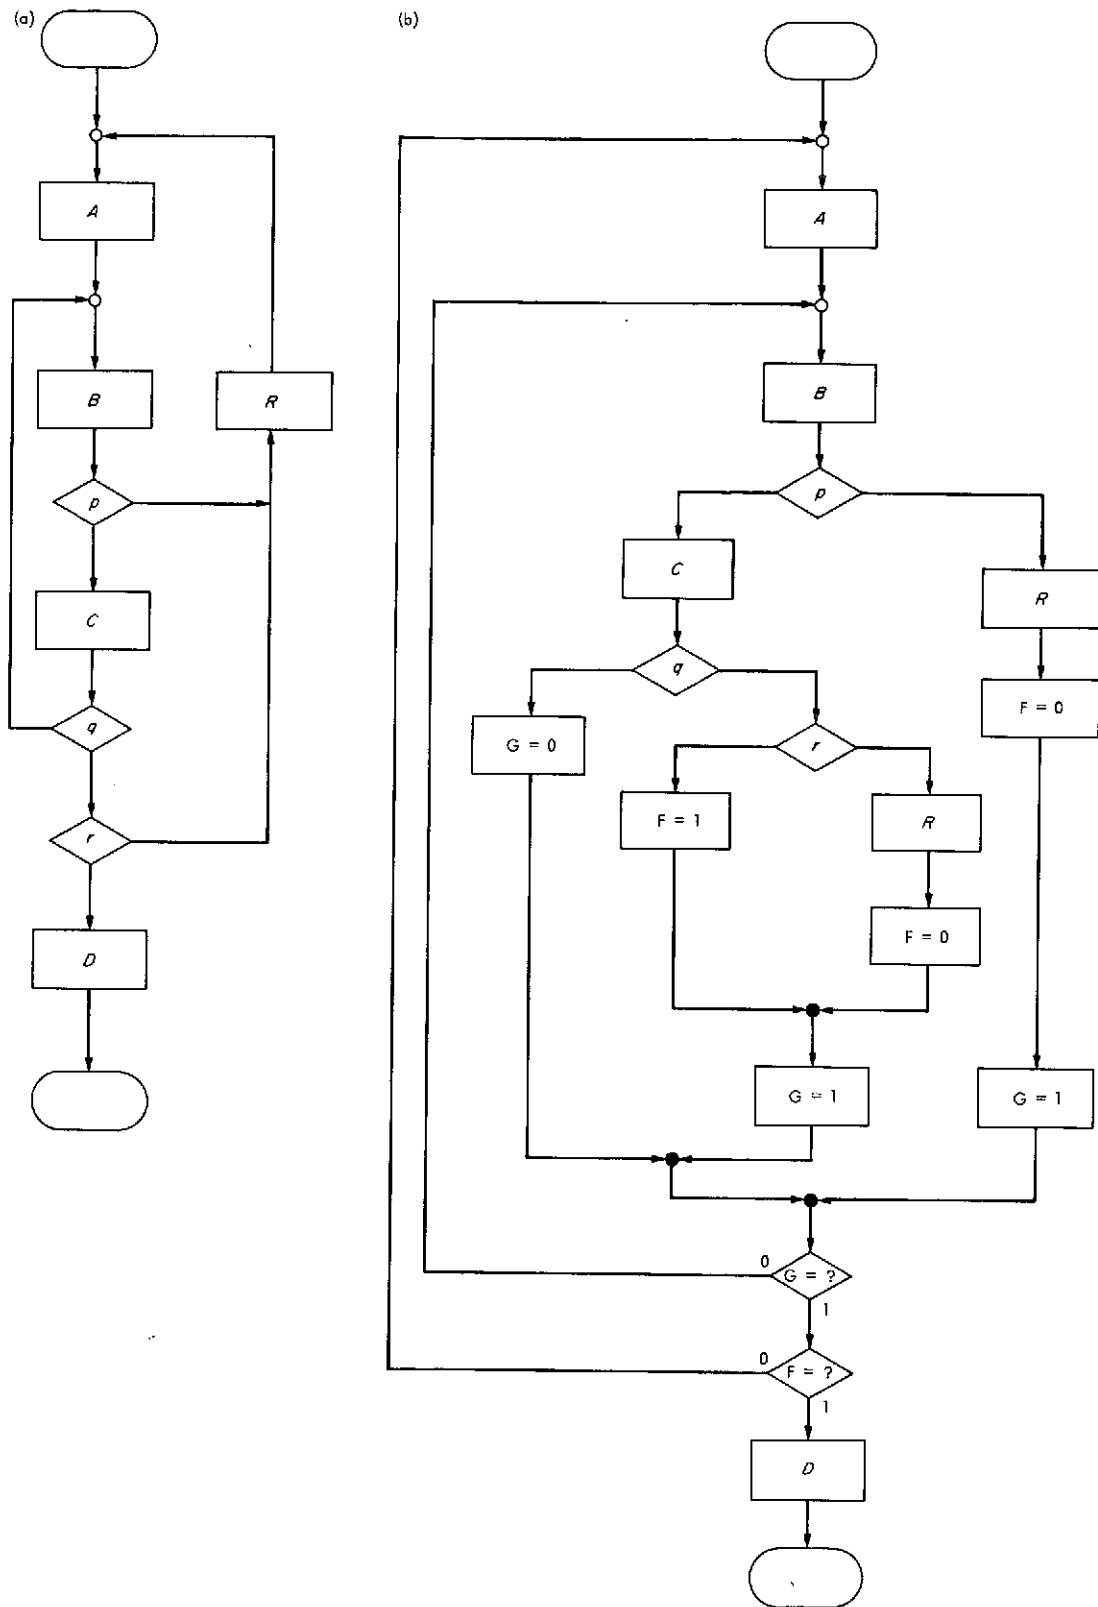 (a)
A
B
R
p
C
q
r
D
(b)
A
B
p
C
R
q
F = 0
G = 0
r
F = 1
R
F = 0
G = 1
G = 1
0
G = ?
1
0
F = ?
1
D